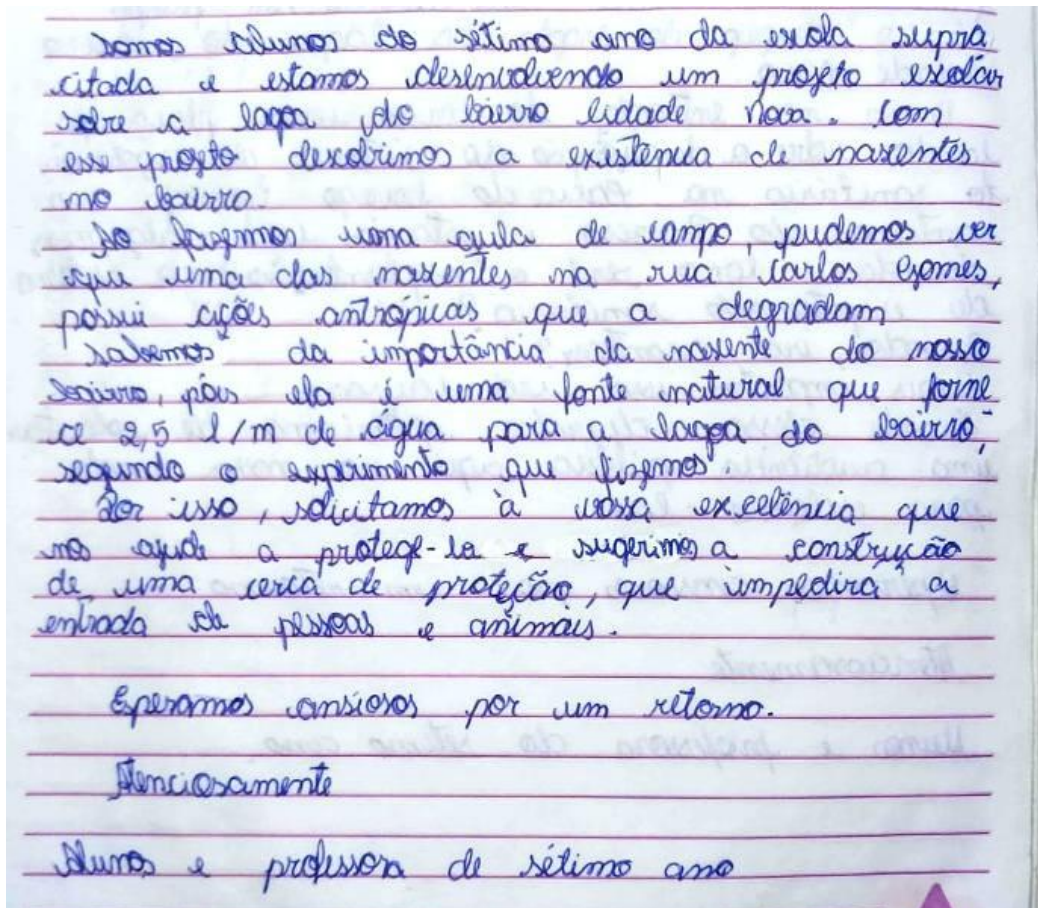 Somos alunos do sétimo ano da escola supra
citada e estamos desenvolvendo um projeto escolar
sobre a lagoa do bairro Cidade Nova. Com
esse projeto descobrimos a existência de nascentes
no bairro.
Ao fazermos uma aula de campo, pudemos ver
que uma das nascentes na rua Carlos Gomes,
possui ações antrópicas que a degradam
Sabemos da importância da nascente do nosso
bairro, pois ela é uma fonte natural que forne
ce 2,5 l/m de água para a lagoa do bairro,
segundo o experimento que fizemos
Por isso, solicitamos à vossa excelência que
nos ajude a protege-la e sugerimos a construção
de uma cerca de proteção, que impedirá a
entrada de pessoas e animais.
Esperamos ansiosos por um retorno.
Atenciosamente
Alunos e professora de sétimo ano